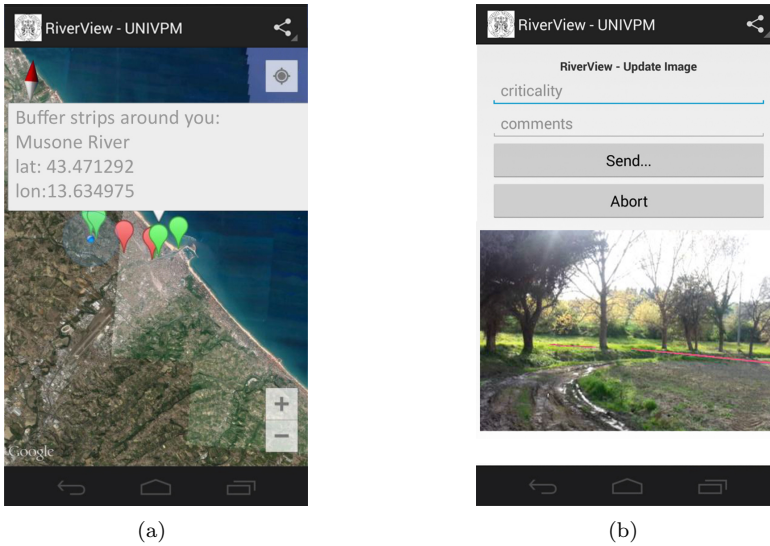 RiverView - UNIVPM
Buffer strips around you:
Musone River
lat: 43.471292
lon:13.634975
Google
(a)
RiverView - UNIVPM
RiverView - Update Image
criticality
comments
Send...
Abort
(b)